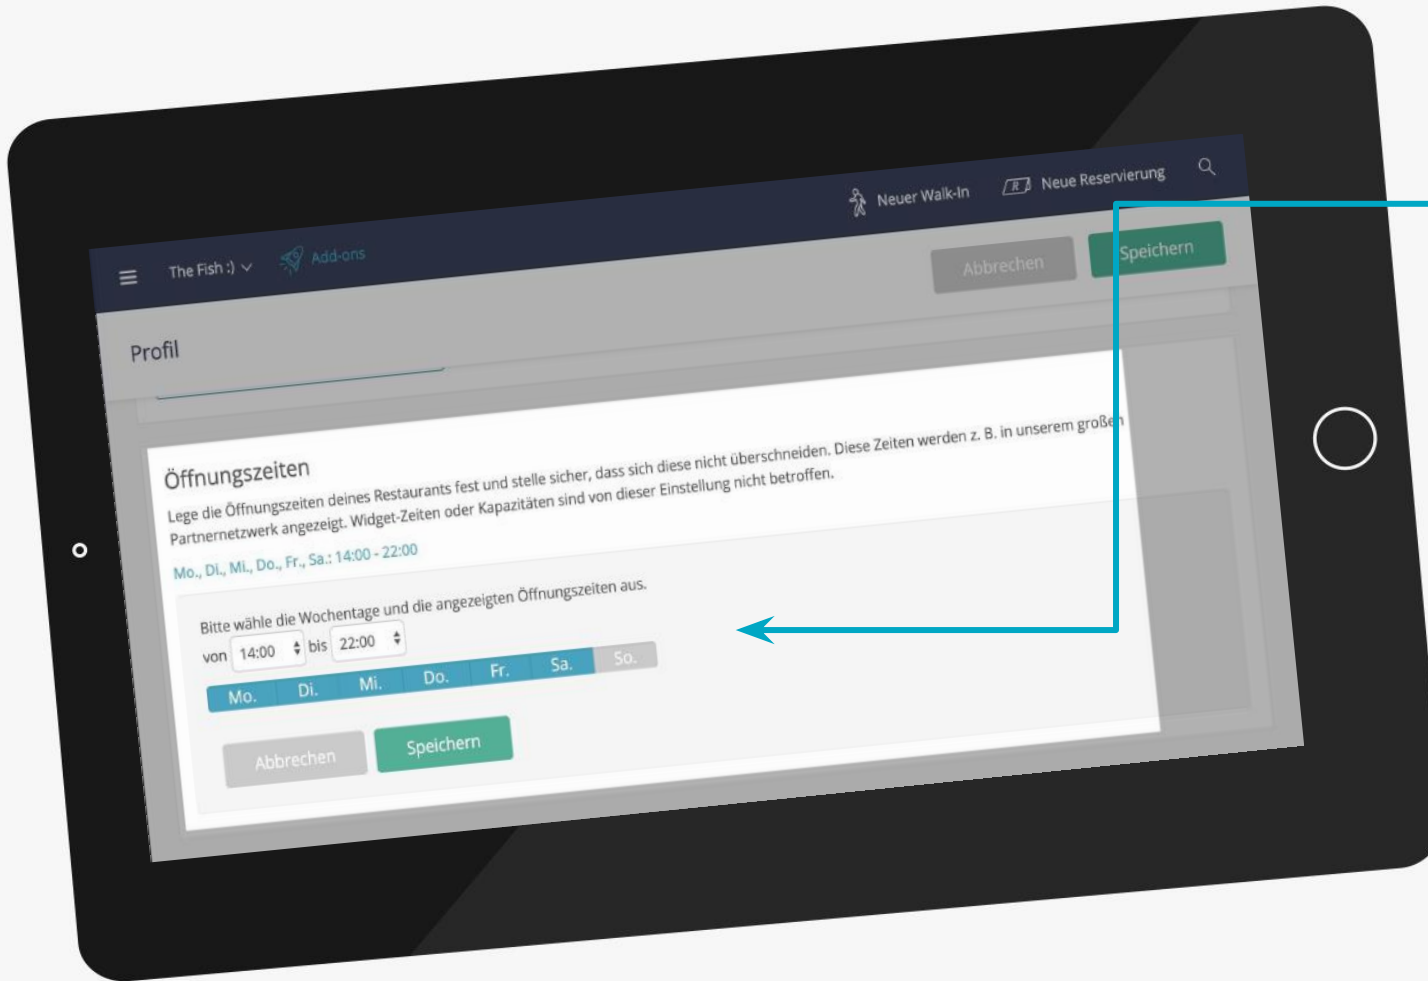 The Fish :) Add-ons Neuer Walk-In R Neue Reservierung
Profil Abbrechen Speichern
Öffnungszeiten
Lege die Öffnungszeiten deines Restaurants fest und stelle sicher, dass sich diese nicht überschneiden. Diese Zeiten werden z. B. in unserem großen
Partnernetzwerk angezeigt. Widget-Zeiten oder Kapazitäten sind von dieser Einstellung nicht betroffen.
Mo., Di., Mi., Do., Fr., Sa.: 14:00 - 22:00
Bitte wähle die Wochentage und die angezeigten Öffnungszeiten aus.
von 14:00 bis 22:00
Mo. Di. Mi. Do. Fr. Sa. So.
Abbrechen Speichern